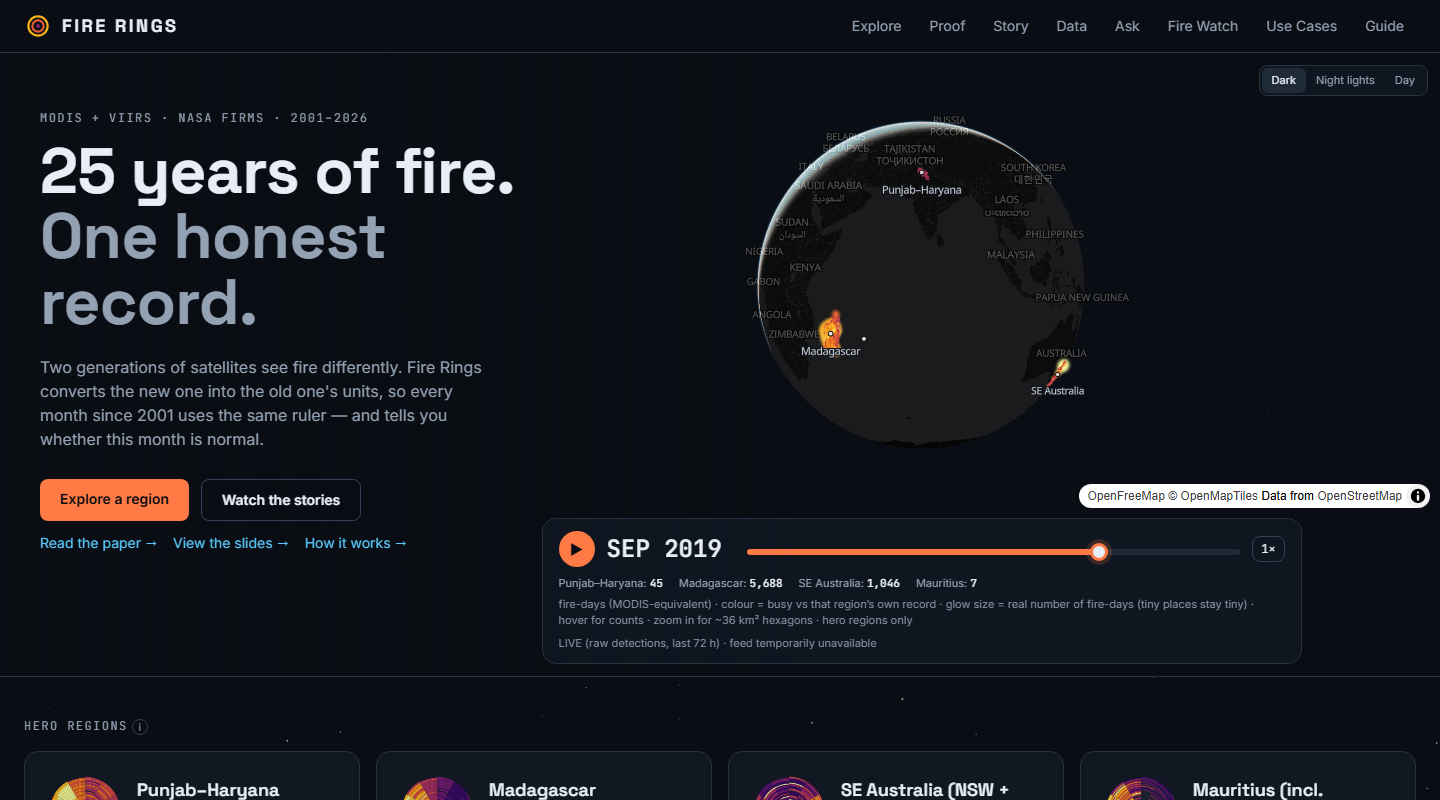 FIRE RINGS
Explore
Proof
Story
Data
Ask
Fire Watch
Use Cases
Guide
Dark
Night lights
Day
MODIS + VIIRS · NASA FIRMS · 2001–2026
25 years of fire.
One honest
record.
Two generations of satellites see fire differently. Fire Rings
converts the new one into the old one's units, so every
month since 2001 uses the same ruler — and tells you
whether this month is normal.
Explore a region
Watch the stories
Read the paper →
View the slides →
How it works →
RUSSIA
РОССИЯ
BELARUS
БЕЛАРУСЬ
TAJIKISTAN
ТОҶИКИСТОН
ITALY
SOUTH KOREA
대한민국
SAUDI ARABIA
السعودية
Punjab–Haryana
LAOS
SUDAN
السودان
PHILIPPINES
NIGERIA
MALAYSIA
KENYA
GABON
PAPUA NEW GUINEA
ANGOLA
ZIMBABWE
Madagascar
AUSTRALIA
SE Australia
OpenFreeMap © OpenMapTiles Data from OpenStreetMap
SEP 2019
1×
Punjab–Haryana: 45
Madagascar: 5,688
SE Australia: 1,046
Mauritius: 7
fire-days (MODIS-equivalent) · colour = busy vs that region's own record · glow size = real number of fire-days (tiny places stay tiny) ·
hover for counts · zoom in for ~36 km² hexagons · hero regions only
LIVE (raw detections, last 72 h) · feed temporarily unavailable
HERO REGIONS
Punjab–Haryana
Madagascar
SE Australia (NSW +
Mauritius (incl.